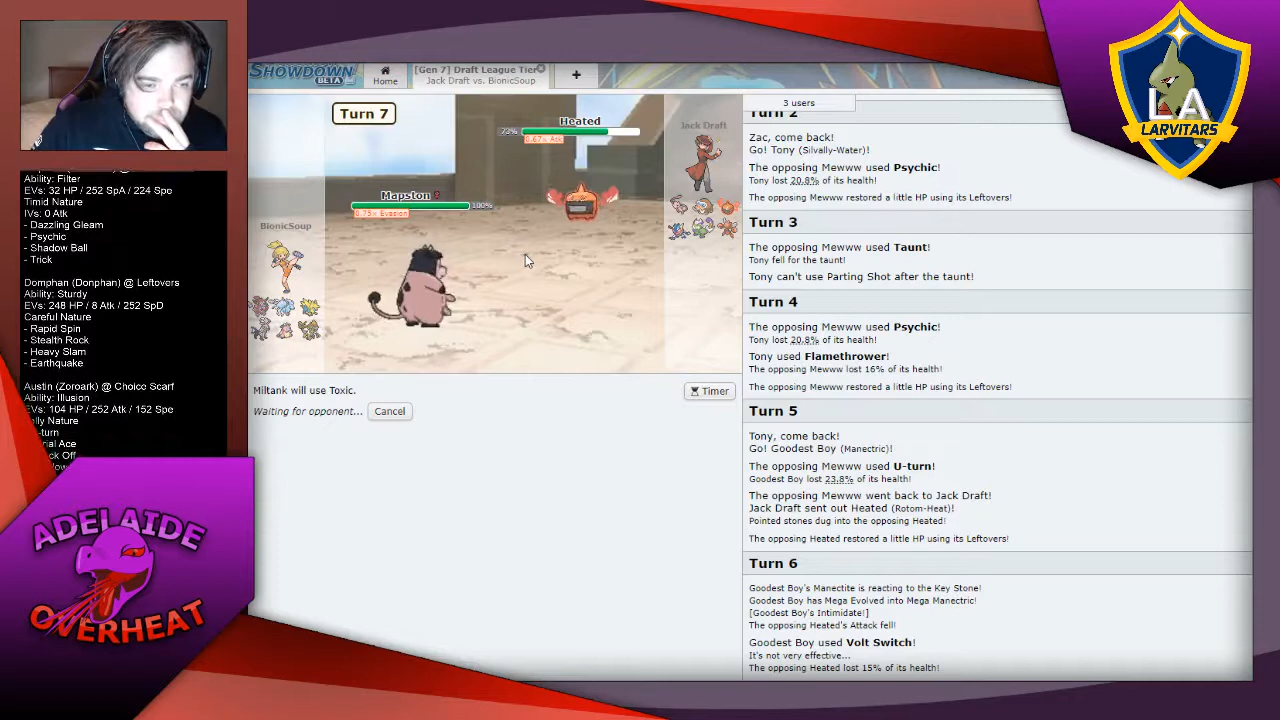 Ability: Filter
EVs: 32 HP / 252 SpA / 224 Spo
Timid Nature
IVs: 0 Atk
- Dazzling Gleam
- Psychic
- Shadow Ball
- Trick
Domphan (Donphan) @ Leftovers
Ability: Sturdy
EVs: 248 HP / 8 Atk / 252 SpD
Careful Nature
- Rapid Spin
- Stealth Rock
- Heavy Slam
- Earthquake
Austin (Zoroark) @ Choice Scarf
Ability: Illusion
EVs: 104 HP / 252 Atk / 152 Spe
ADELAIDE
OVERHEAT
SHOWDOWN
BETA
Home
[Gen 7] Draft League Tier
Jack Draft vs. BionicSoup
+
Turn 7
Heated
73%
0.67× Atk
Jack Draft
Mapston
100%
0.75× Evasion
BionicSoup
Miltank will use Toxic.
Waiting for opponent...
Cancel
Timer
3 users
Turn 2
Zac, come back!
Go! Tony (Silvally-Water)!
The opposing Mewww used Psychic!
Tony lost 20.8% of its health!
The opposing Mewww restored a little HP using its Leftovers!
Turn 3
The opposing Mewww used Taunt!
Tony fell for the taunt!
Tony can't use Parting Shot after the taunt!
Turn 4
The opposing Mewww used Psychic!
Tony lost 20.8% of its health!
Tony used Flamethrower!
The opposing Mewww lost 16% of its health!
The opposing Mewww restored a little HP using its Leftovers!
Turn 5
Tony, come back!
Go! Goodest Boy (Manectric)!
The opposing Mewww used U-turn!
Goodest Boy lost 23.8% of its health!
The opposing Mewww went back to Jack Draft!
Jack Draft sent out Heated (Rotom-Heat)!
Pointed stones dug into the opposing Heated!
The opposing Heated restored a little HP using its Leftovers!
Turn 6
Goodest Boy's Manectite is reacting to the Key Stone!
Goodest Boy has Mega Evolved into Mega Manectric!
[Goodest Boy's Intimidate!]
The opposing Heated's Attack fell!
Goodest Boy used Volt Switch!
It's not very effective...
The opposing Heated lost 15% of its health!
LA
LARVITARS